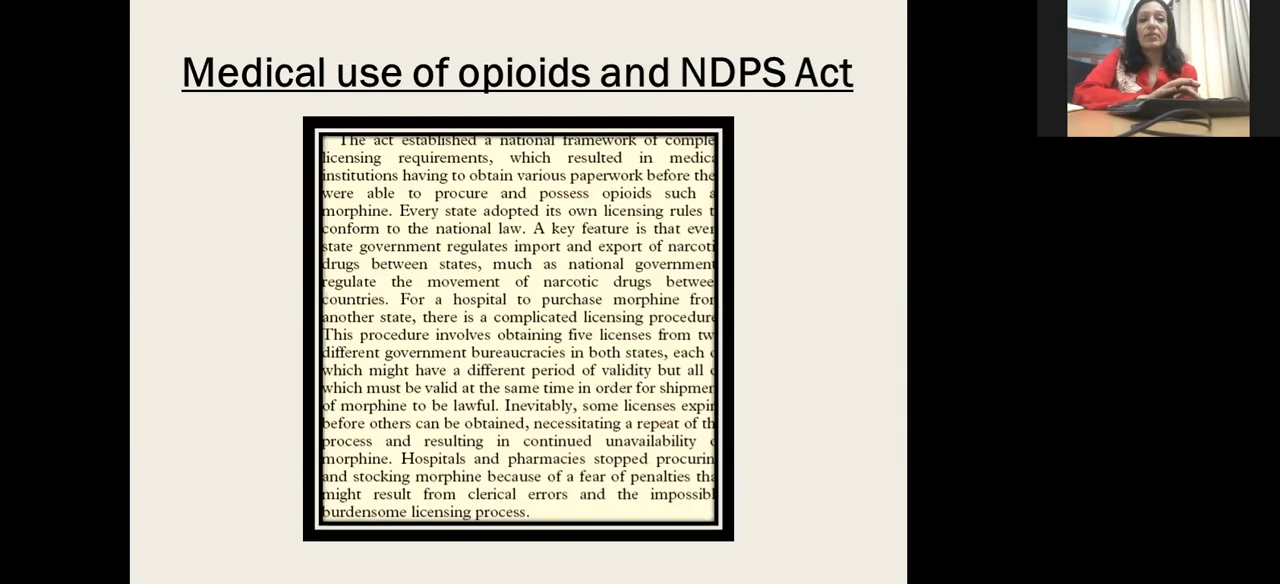 Medical use of opioids and NDPS Act
The act established a national framework of
licensing requirements, which resulted in
institutions having to obtain various paperwork before
were able to procure and possess opioids such
morphine. Every state adopted its own licensing rules
conform to the national law. A key feature is that
state government regulates import and export of
drugs between states, much as national
regulate the movement of narcotic drugs
countries. For a hospital to purchase morphine
another state, there is a complicated licensing
This procedure involves obtaining five licenses from
different government bureaucracies in both states, each
which might have a different period of validity but all
which must be valid at the same time in order for
of morphine to be lawful. Inevitably, some licenses
before others can be obtained, necessitating a repeat of
process and resulting in continued unavailability
morphine. Hospitals and pharmacies stopped
and stocking morphine because of a fear of penalties
might result from clerical errors and the
burdensome licensing process.